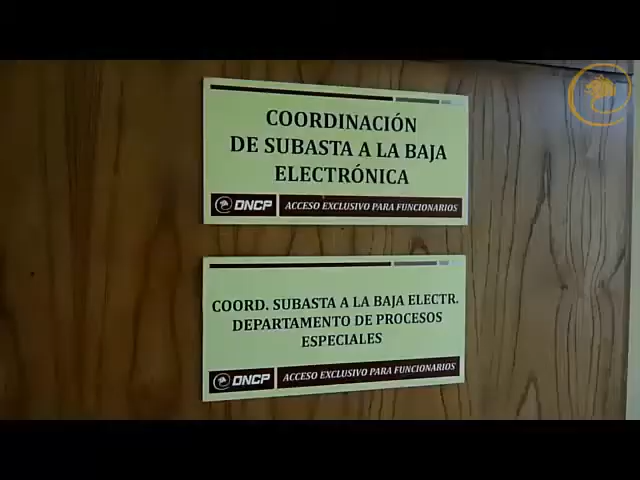 COORDINACIÓN
DE SUBASTA A LA BAJA
ELECTRÓNICA
DNCP ACCESO EXCLUSIVO PARA FUNCIONARIOS
COORD. SUBASTA A LA BAJA ELECTR.
DEPARTAMENTO DE PROCESOS
ESPECIALES
DNCP ACCESO EXCLUSIVO PARA FUNCIONARIOS